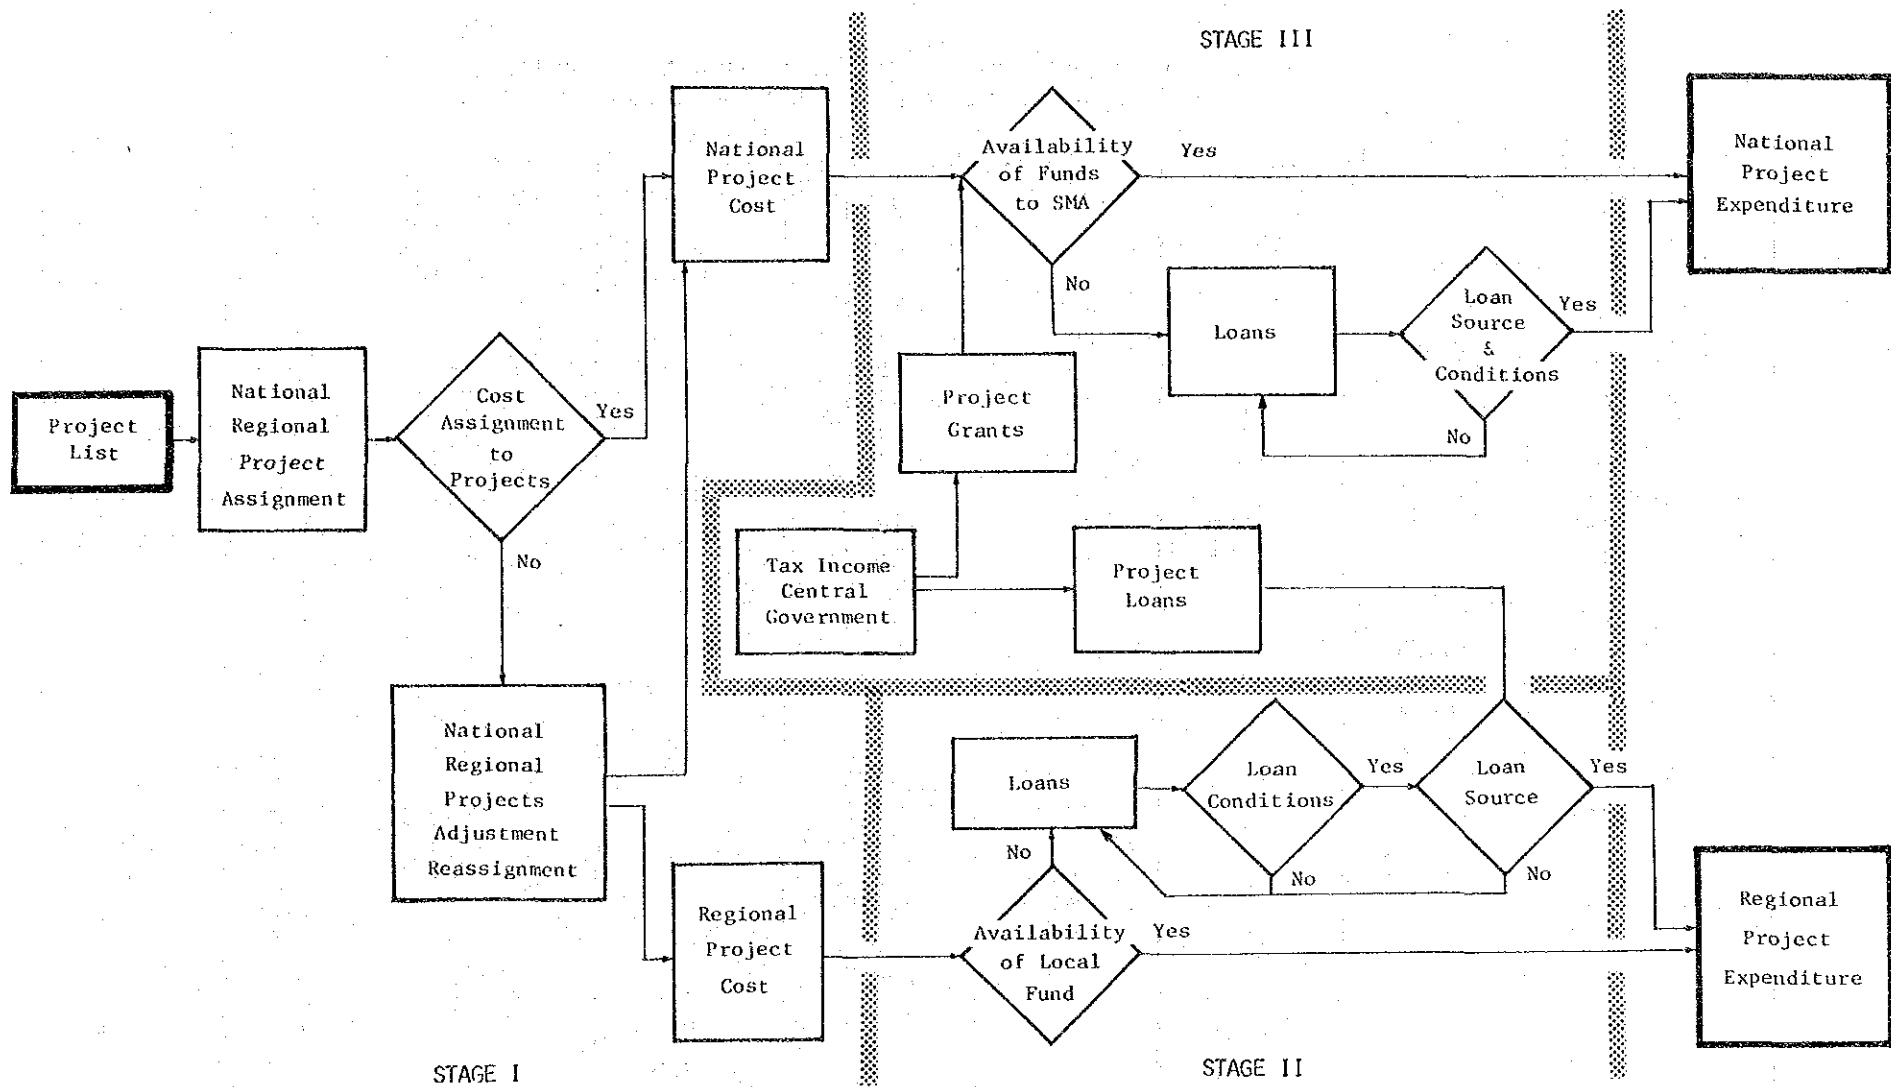 STAGE III
National
Project
Cost
Availability
of Funds
to SMA
Yes
National
Project
Expenditure
No
Loans
Loan
Source
&
Conditions
Yes
No
Project
List
National
Regional
Project
Assignment
Cost
Assignment
to
Projects
Yes
No
Project
Grants
Tax Income
Central
Government
Project
Loans
National
Regional
Projects
Adjustment
Reassignment
Loans
Loan
Conditions
Yes
Loan
Source
Yes
No
No
No
Regional
Project
Cost
Availability
of Local
Fund
Yes
Regional
Project
Expenditure
STAGE I
STAGE II